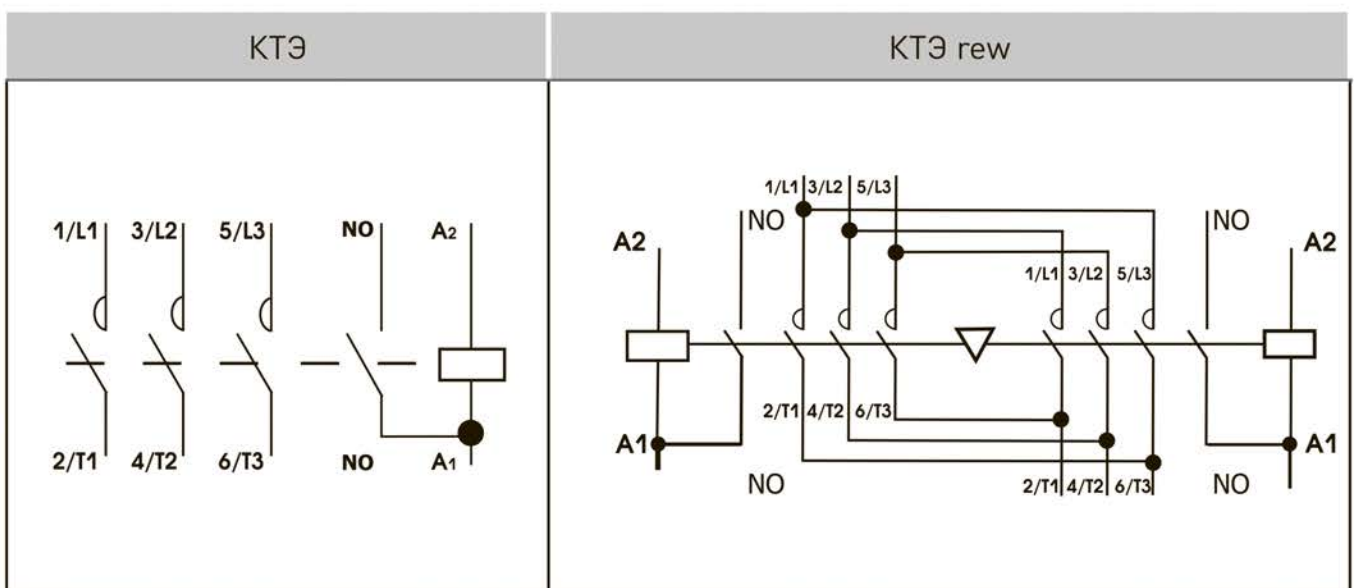 КТЭ
КТЭ rew
1/L1 3/L2 5/L3 NO A2
2/T1 4/T2 6/T3 NO A1
1/L1 3/L2 5/L3
NO NO
A2 A2
1/L1 3/L2 5/L3
2/T1 4/T2 6/T3
A1 A1
NO 2/T1 4/T2 6/T3 NO